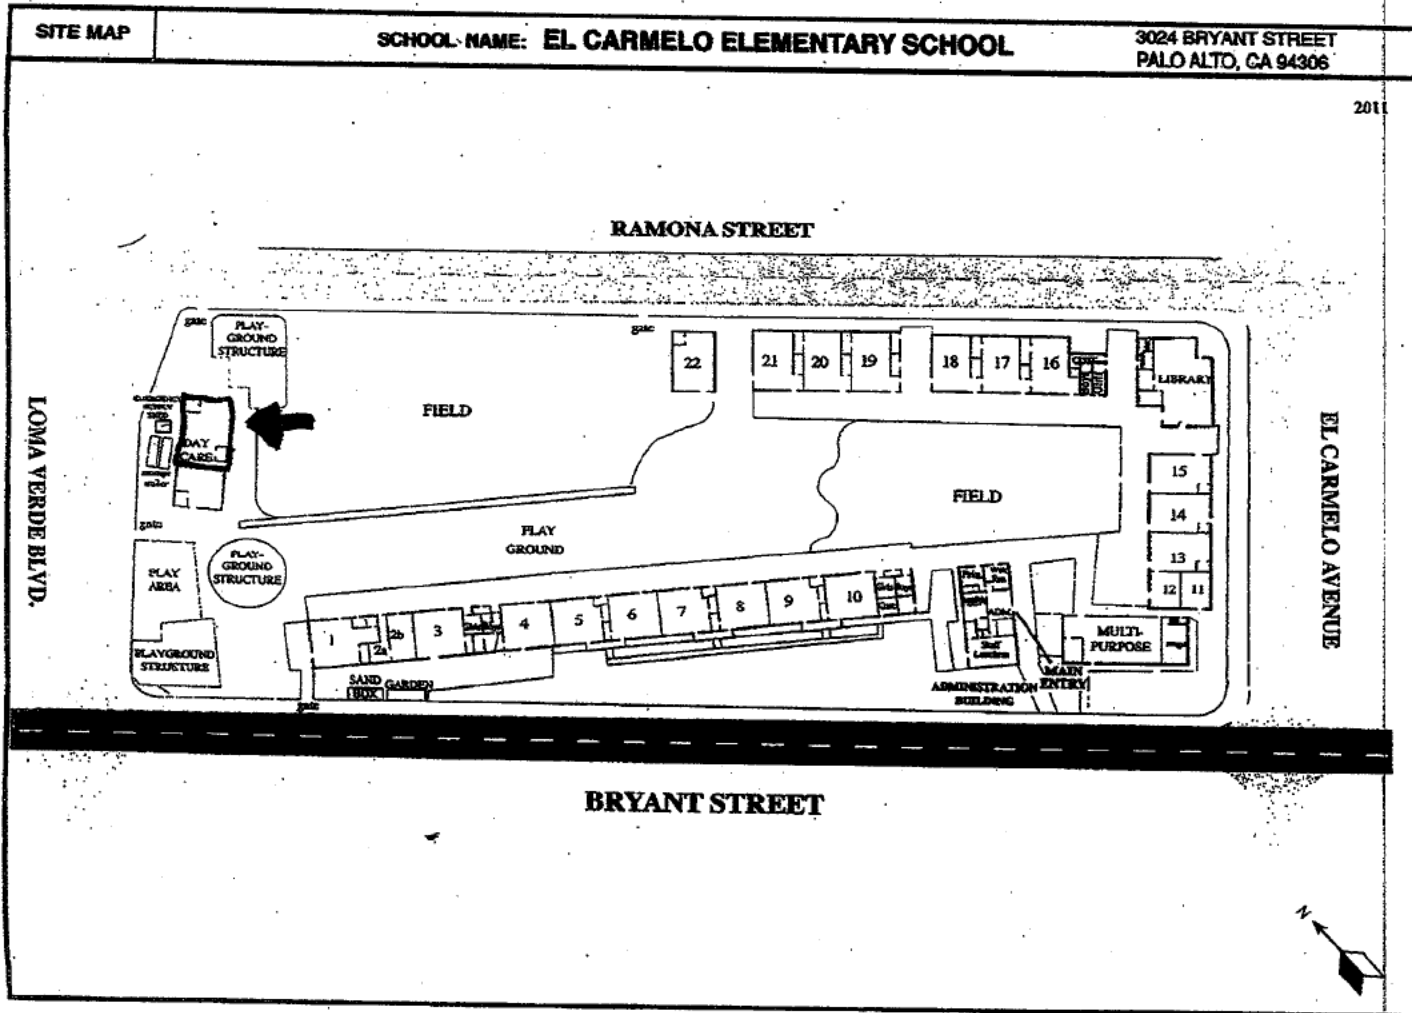 SITE MAP
SCHOOL NAME: EL CARMELO ELEMENTARY SCHOOL
3024 BRYANT STREET
PALO ALTO, CA 94306
2011
RAMONA STREET
gate
PLAY-
GROUND
STRUCTURE
gate
22
21
20
19
18
17
16
LIBRARY
LOMA VERDE BLVD.
EL CARMELO AVENUE
FIELD
DAY
CARE
15
FIELD
14
gate
PLAY
GROUND
13
12
11
PLAY
AREA
PLAY-
GROUND
STRUCTURE
1
2a
2b
3
4
5
6
7
8
9
10
MULTI-
PURPOSE
PLAYGROUND
STRUCTURE
SAND
BOX
GARDEN
gate
Staff
MAIN
ENTRY
ADMINISTRATION
BUILDING
BRYANT STREET
N